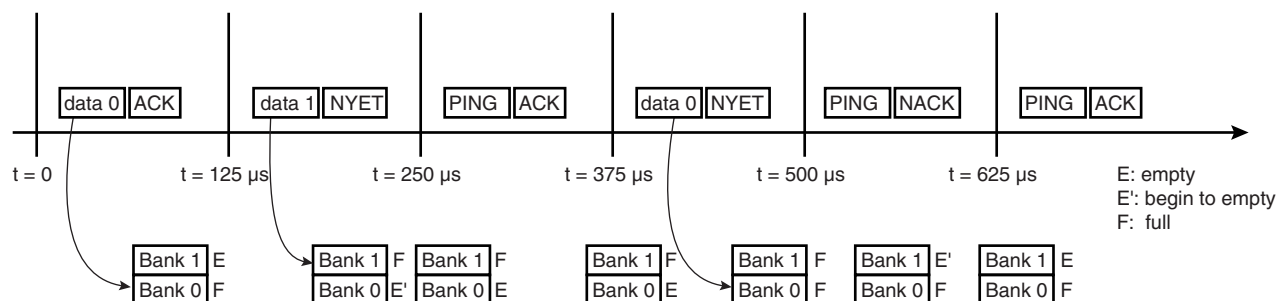 data 0 ACK data 1 NYET PING ACK data 0 NYET PING NACK PING ACK
t = 0 t = 125 µs t = 250 µs t = 375 µs t = 500 µs t = 625 µs E: empty
E': begin to empty
F: full
Bank 1 E Bank 1 F Bank 1 F Bank 1 F Bank 1 F Bank 1 E' Bank 1 E
Bank 0 F Bank 0 E' Bank 0 E Bank 0 E Bank 0 F Bank 0 F Bank 0 F